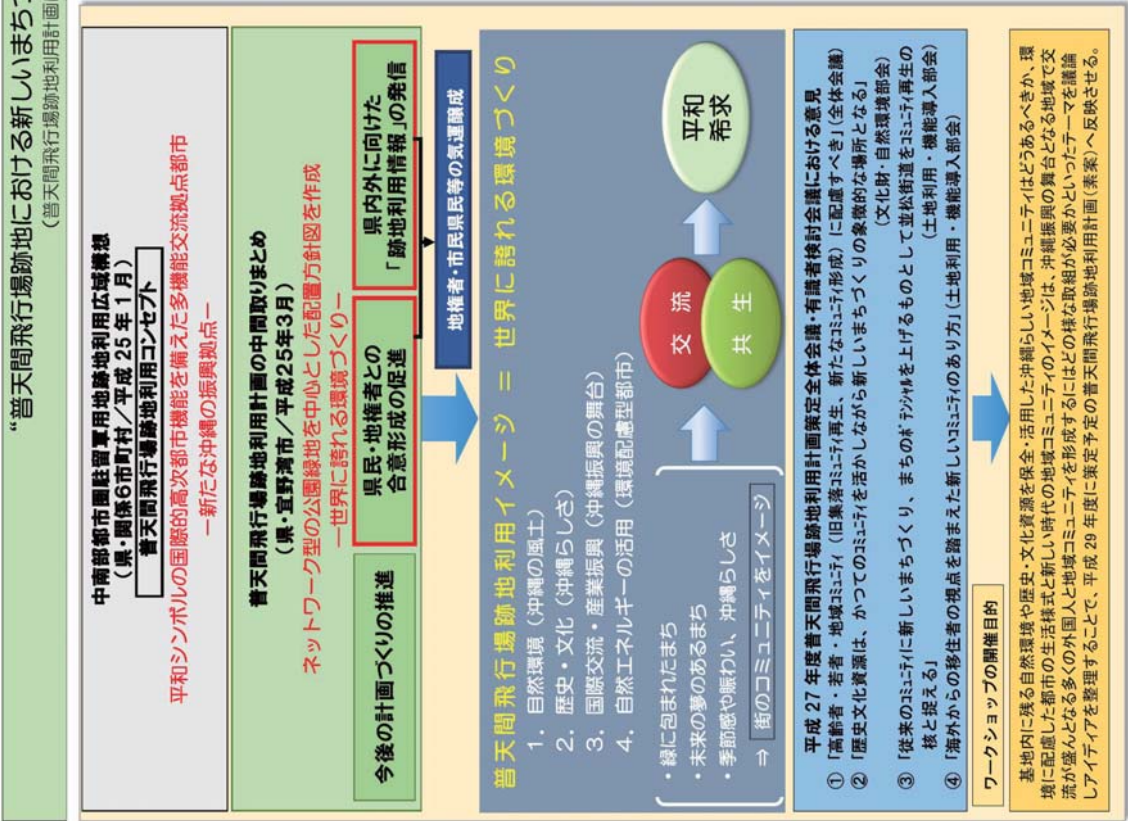 “普天間飛行場跡地における新しいまち
（普天間飛行場跡地利用計画
中南部都市圏駐留軍用地跡地利用広域構想
（県・関係6市町村／平成 25 年 1 月）
普天間飛行場跡地利用コンセプト
平和シンボルの国際的高次都市機能を備えた多機能交流拠点都市
―新たな沖縄の振興拠点―
普天間飛行場跡地利用計画の中間取りまとめ
（県・宜野湾市／平成25年3月）
ネットワーク型の公園緑地を中心とした配置方針図を作成
―世界に誇れる環境づくり―
今後の計画づくりの推進
県民・地権者との
合意形成の促進
県内外に向けた
「跡地利用情報」の発信
地権者・市民県民等の気運醸成
普天間飛行場跡地利用イメージ ＝ 世界に誇れる環境づくり
1. 自然環境（沖縄の風土）
2. 歴史・文化（沖縄らしさ）
3. 国際交流・産業振興（沖縄振興の舞台）
4. 自然エネルギーの活用（環境配慮型都市）
・緑に包まれたまち
・未来の夢のあるまち
・季節感や賑わい、沖縄らしさ
⇒ 街のコミュニティをイメージ
交 流
共 生
平和
希求
平成 27 年度普天間飛行場跡地利用計画策定全体会議・有識者検討会議における意見
① 「高齢者・若者・地域コミュニティ（旧集落コミュニティ再生、新たなコミュニティ形成）に配慮すべき」（全体会議）
② 「歴史文化資源は、かつてのコミュニティを活かしながら新しいまちづくりの象徴的な場所となる」
（文化財・自然環境部会）
③ 「従来のコミュニティに新しいまちづくり、まちのポテンシャルを上げるものとして並松街道をコミュニティ再生の
核と捉える」 （土地利用・機能導入部会）
④ 「海外からの移住者の視点を踏まえた新しいコミュニティのあり方」（土地利用・機能導入部会）
ワークショップの開催目的
基地内に残る自然環境や歴史・文化資源を保全・活用した沖縄らしい地域コミュニティはどうあるべきか、環
境に配慮した都市の生活様式と新しい時代の地域コミュニティのイメージは、沖縄振興の舞台となる地域で交
流が盛んとなる多くの外国人と地域コミュニティを形成するにはどの様な取組が必要かといったテーマを議論
しアイディアを整理することで、平成 29 年度に策定予定の普天間飛行場跡地利用計画（素案）へ反映させる。